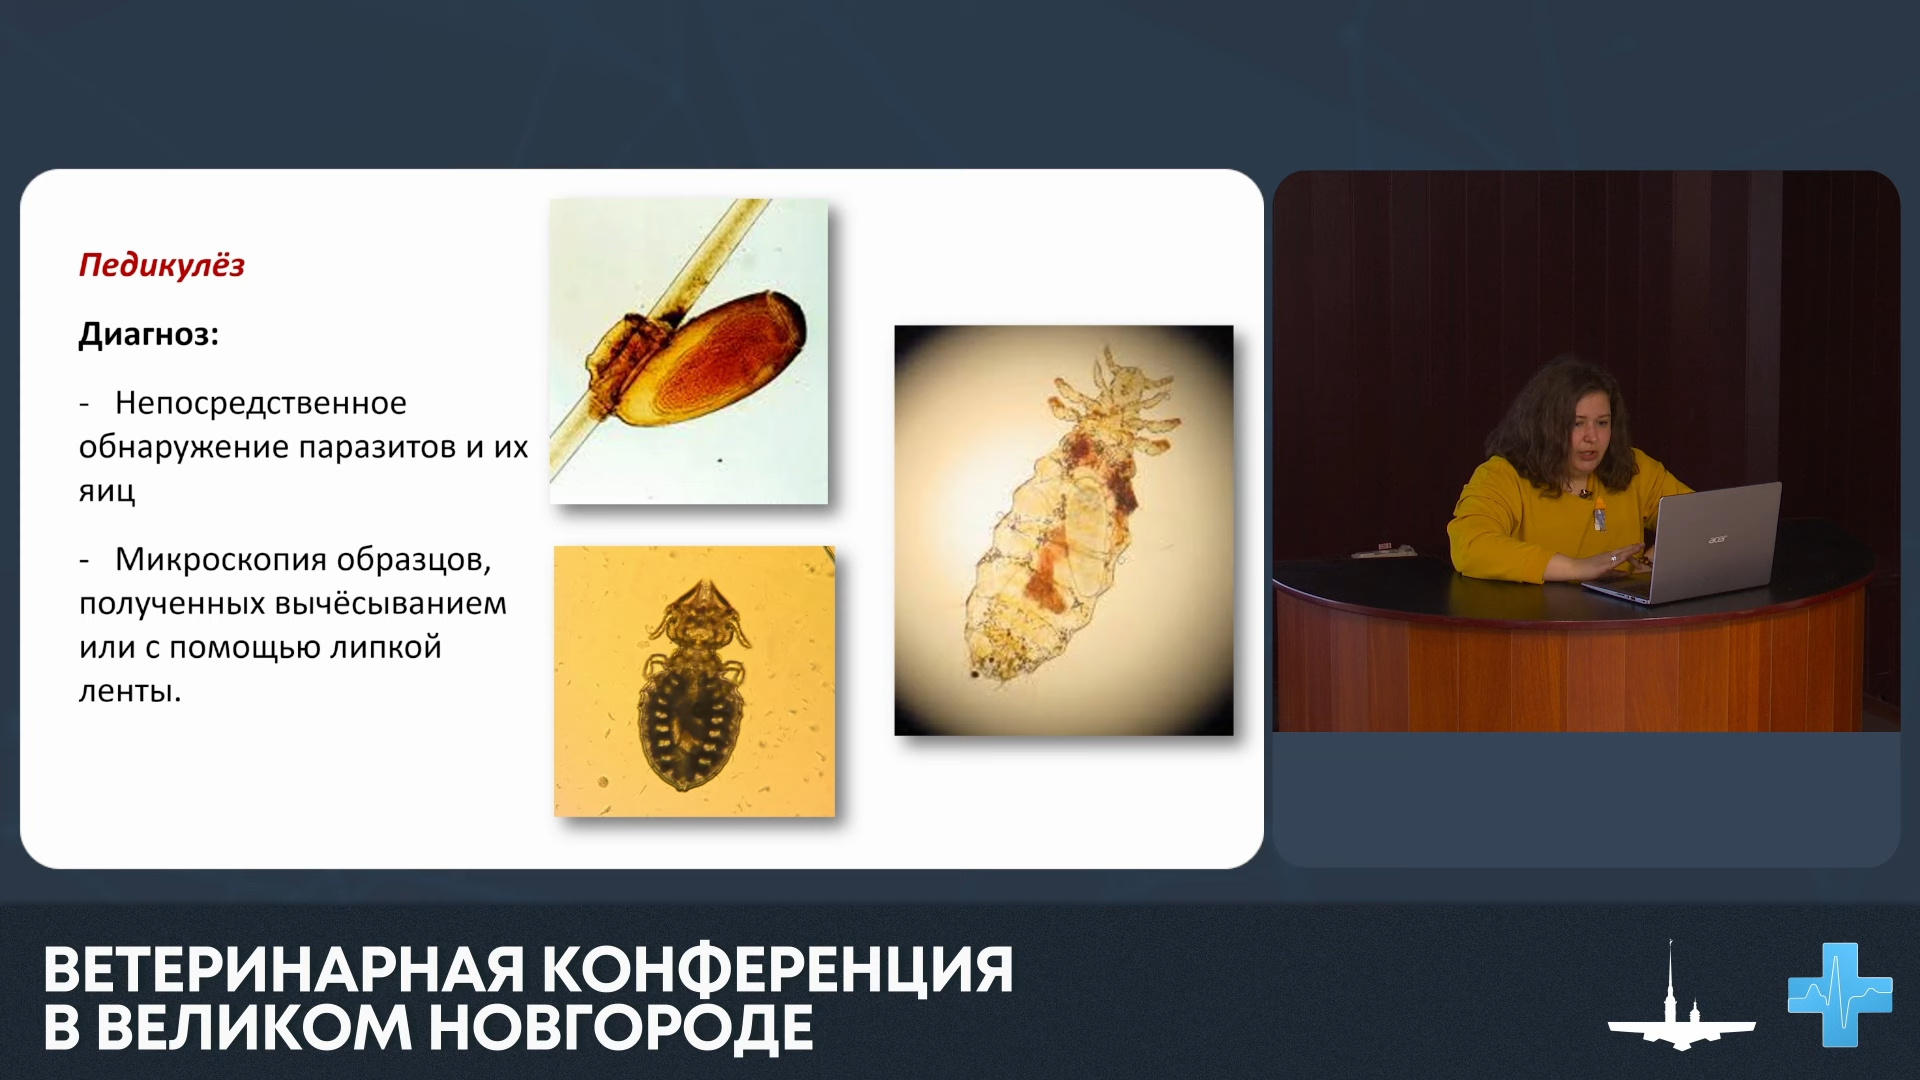 Педикулёз
Диагноз:
- Непосредственное
обнаружение паразитов и их
яиц
- Микроскопия образцов,
полученных вычёсыванием
или с помощью липкой
ленты.
acer
ВЕТЕРИНАРНАЯ КОНФЕРЕНЦИЯ
В ВЕЛИКОМ НОВГОРОДЕ